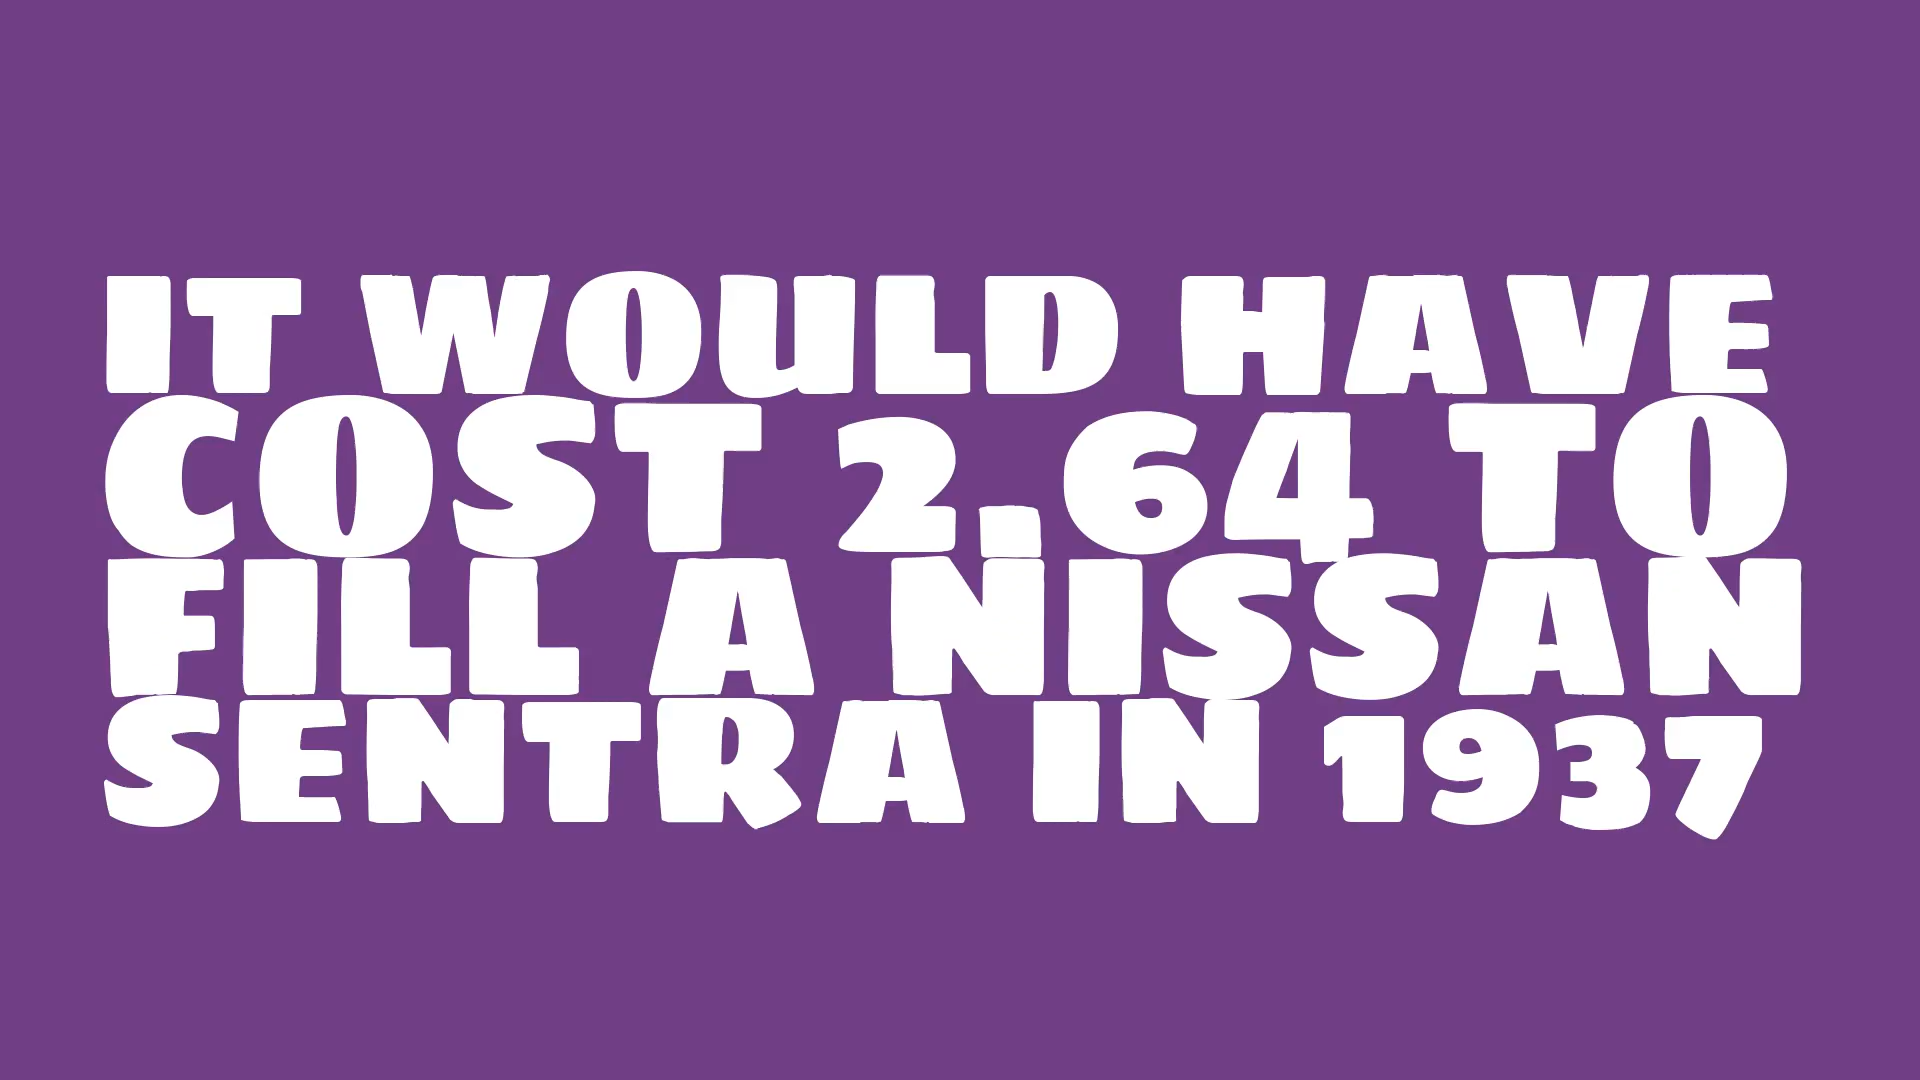 IT WOULD HAVE
COST 2.64 TO
FILL A NISSAN
SENTRA IN 1937